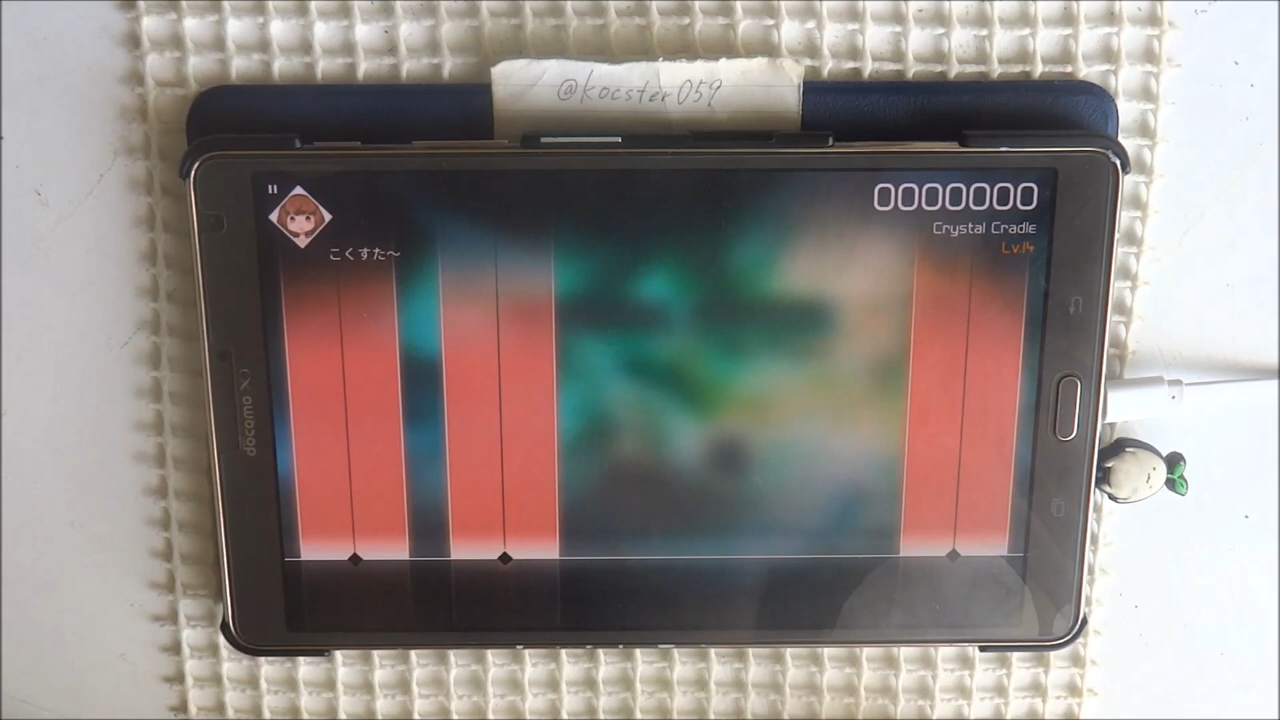 @kocster059
0000000
Crystal Cradle
Lv.14
こくすた～
docomo